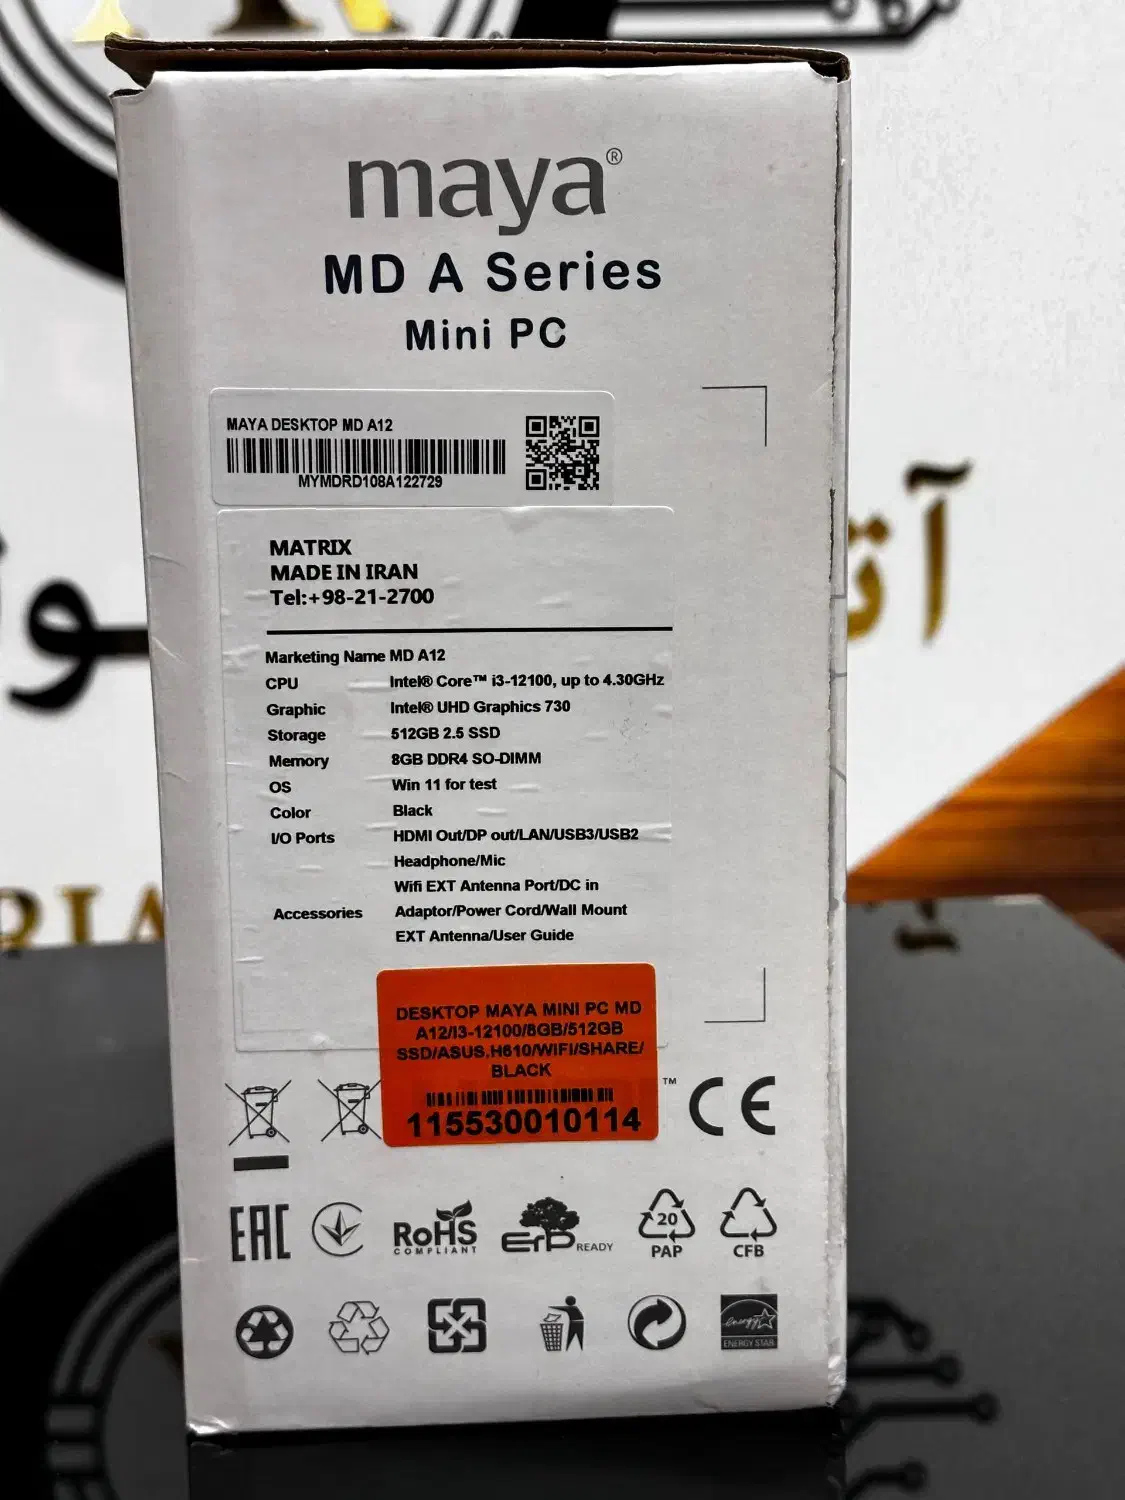 maya®
MD A Series
Mini PC
MAYA DESKTOP MD A12
MYMDRD108A122729
MATRIX
MADE IN IRAN
Tel:+98-21-2700
Marketing Name MD A12
CPU Intel® Core™ i3-12100, up to 4.30GHz
Graphic Intel® UHD Graphics 730
Storage 512GB 2.5 SSD
Memory 8GB DDR4 SO-DIMM
OS Win 11 for test
Color Black
I/O Ports HDMI Out/DP out/LAN/USB3/USB2
Headphone/Mic
Wifi EXT Antenna Port/DC in
Accessories Adaptor/Power Cord/Wall Mount
EXT Antenna/User Guide
DESKTOP MAYA MINI PC MD
A12/I3-12100/8GB/512GB
SSD/ASUS.H610/WIFI/SHARE/
BLACK
115530010114
™ CE
EAC RoHS COMPLIANT ErP READY 20 PAP CFB
energy ENERGY STAR